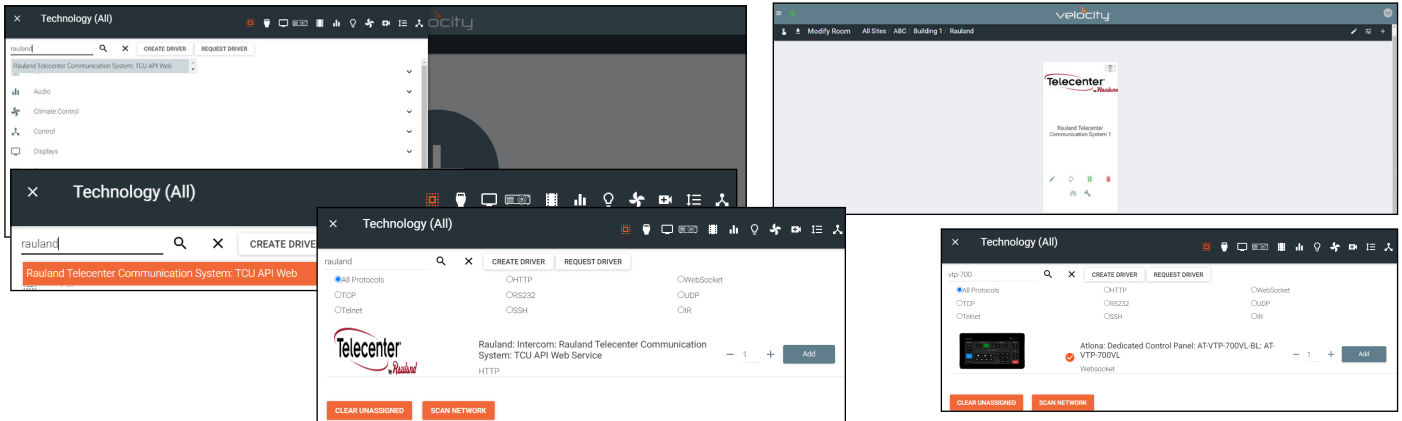 Technology (All)
ocity
rauland
CREATE DRIVER
REQUEST DRIVER
Rauland Telecenter Communication System: TCU API Web
Audio
Climate Control
Control
Displays
Technology (All)
rauland
CREATE DRIVE
Rauland Telecenter Communication System: TCU API Web
Technology (All)
rauland
CREATE DRIVER
REQUEST DRIVER
All Protocols
HTTP
WebSocket
TCP
RS232
UDP
Telnet
SSH
IR
Telecenter
by Rauland
Rauland: Intercom: Rauland Telecenter Communication
System: TCU API Web Service
HTTP
1
Add
CLEAR UNASSIGNED
SCAN NETWORK
velocity
Modify Room All Sites / ABC / Building 1 / Rauland
Telecenter
by Rauland
Rauland Telecenter
Communication System 1
Technology (All)
vtp-700
CREATE DRIVER
REQUEST DRIVER
All Protocols
HTTP
WebSocket
TCP
RS232
UDP
Telnet
SSH
IR
Atlona: Dedicated Control Panel: AT-VTP-700VL-BL: AT-
VTP-700VL
Websocket
1
Add
CLEAR UNASSIGNED
SCAN NETWORK